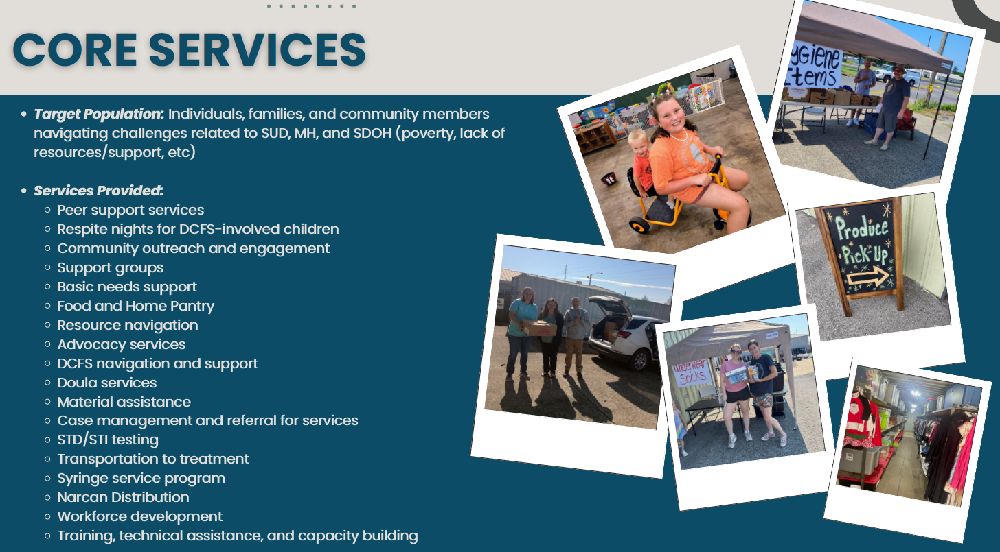 CORE SERVICES
Target Population: Individuals, families, and community members
navigating challenges related to SUD, MH, and SDOH (poverty, lack of
resources/support, etc)
Services Provided:
Peer support services
Respite nights for DCFS-involved children
Community outreach and engagement
Support groups
Basic needs support
Food and Home Pantry
Resource navigation
Advocacy services
DCFS navigation and support
Doula services
Material assistance
Case management and referral for services
STD/STI testing
Transportation to treatment
Syringe service program
Narcan Distribution
Workforce development
Training, technical assistance, and capacity building
ygiene
Items
Produce
Pick-Up
underwear
Socks